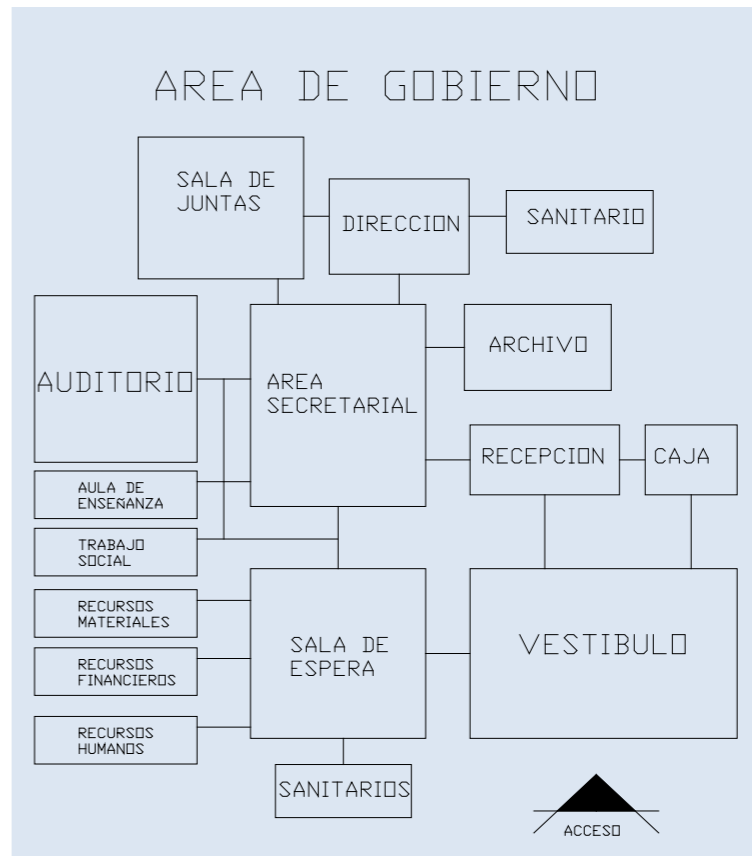 AREA DE GOBIERNO
SALA DE
JUNTAS
DIRECCION
SANITARIO
AUDITORIO
AREA
SECRETARIAL
ARCHIVO
RECEPCION
CAJA
AULA DE
ENSEÑANZA
TRABAJO
SOCIAL
RECURSOS
MATERIALES
SALA DE
ESPERA
VESTIBULO
RECURSOS
FINANCIEROS
RECURSOS
HUMANOS
SANITARIOS
ACCESO